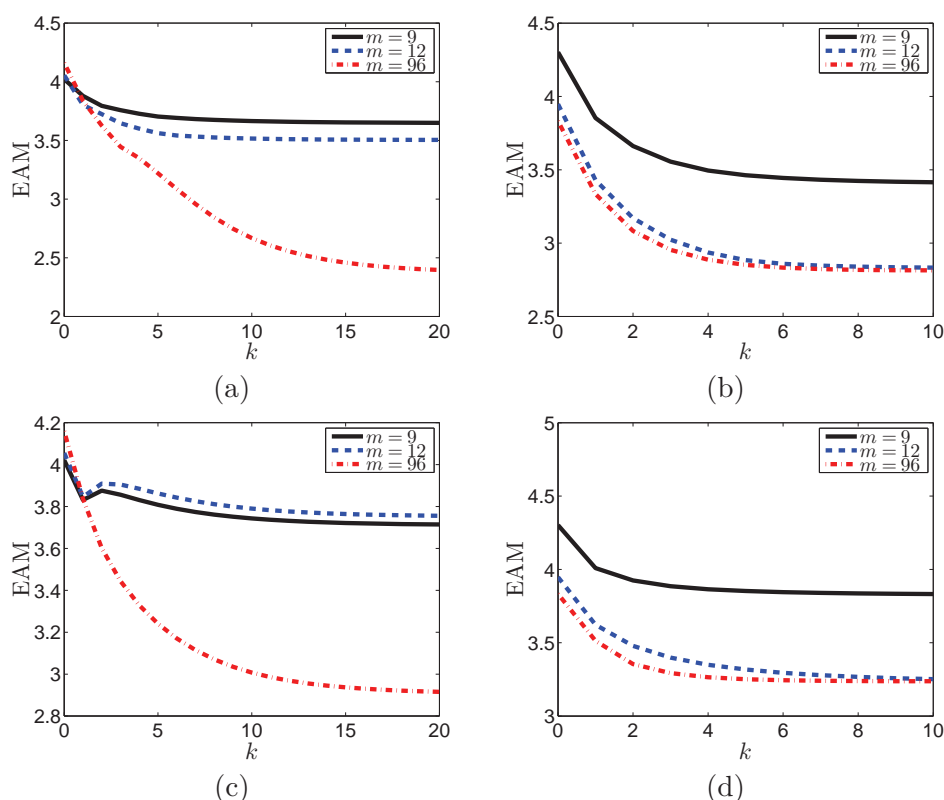 4.5
4
3.5
3
2.5
2
EAM
0 5 10 15 20
k
m = 9
m = 12
m = 96
(a)
4.5
4
3.5
3
2.5
EAM
0 2 4 6 8 10
k
m = 9
m = 12
m = 96
(b)
4.2
4
3.8
3.6
3.4
3.2
3
2.8
EAM
0 5 10 15 20
k
m = 9
m = 12
m = 96
(c)
5
4.5
4
3.5
3
EAM
0 2 4 6 8 10
k
m = 9
m = 12
m = 96
(d)